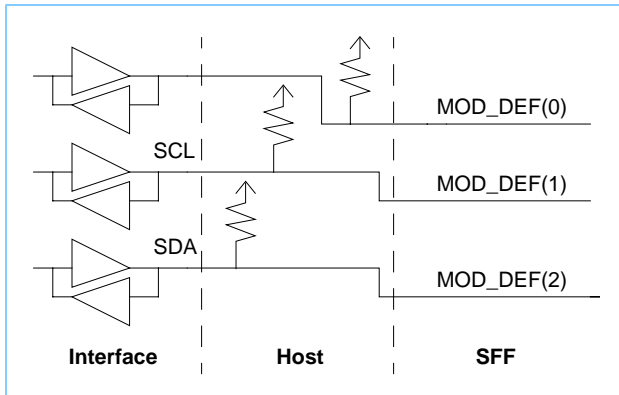 MOD_DEF(0)
SCL
MOD_DEF(1)
SDA
MOD_DEF(2)
Interface Host SFF